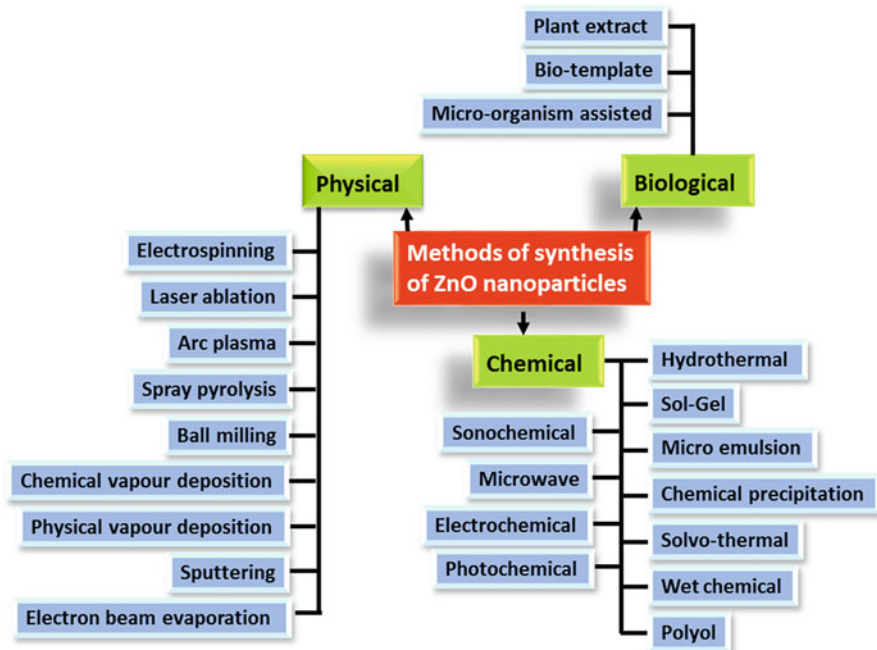 Plant extract
Bio-template
Micro-organism assisted
Physical
Biological
Methods of synthesis
of ZnO nanoparticles
Electrospinning
Laser ablation
Arc plasma
Spray pyrolysis
Ball milling
Chemical vapour deposition
Physical vapour deposition
Sputtering
Electron beam evaporation
Chemical
Sonochemical
Microwave
Electrochemical
Photochemical
Hydrothermal
Sol-Gel
Micro emulsion
Chemical precipitation
Solvo-thermal
Wet chemical
Polyol